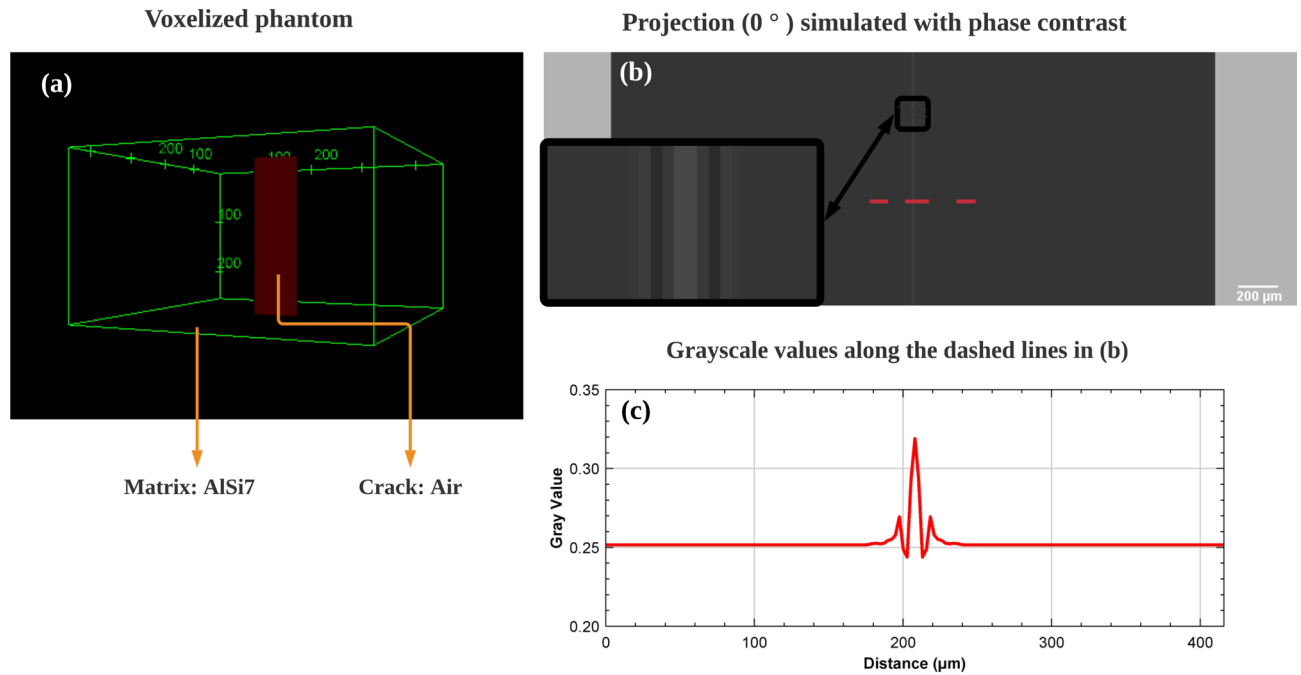 Voxelized phantom
Projection (0 ° ) simulated with phase contrast
(a)
200 100
100 200
100
200
Matrix: AlSi7
Crack: Air
(b)
200 µm
Grayscale values along the dashed lines in (b)
(c)
0.35
0.30
0.25
0.20
Gray Value
0
100
200
300
400
Distance (µm)